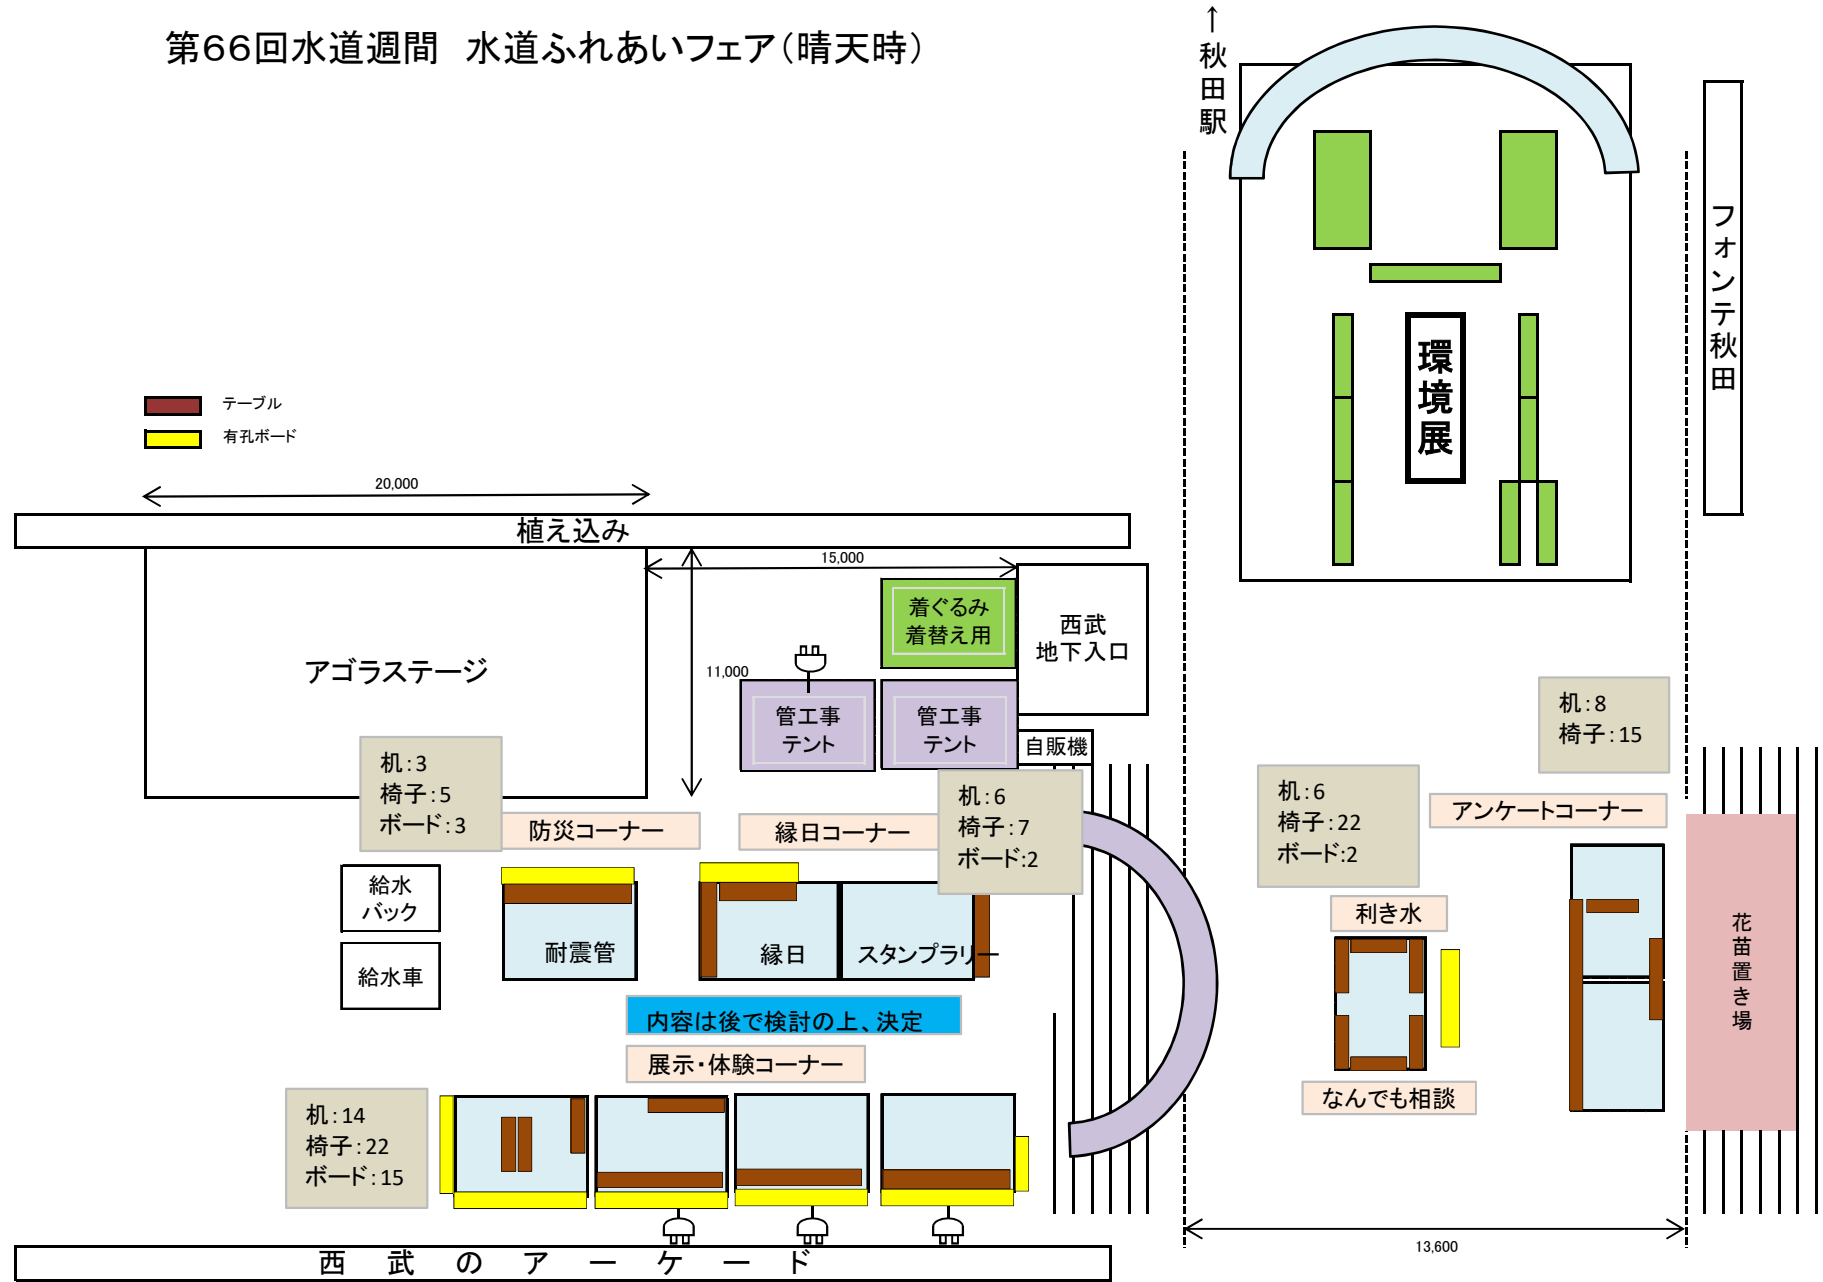 第66回水道週間　水道ふれあいフェア（晴天時）
↑秋田駅
フォンテ秋田
環境展
テーブル
有孔ボード
20,000
植え込み
15,000
着ぐるみ
着替え用
西武
地下入口
アゴラステージ
11,000
管工事
テント
管工事
テント
自販機
机：3
椅子：5
ボード：3
防災コーナー
縁日コーナー
机：6
椅子：7
ボード:2
机：8
椅子：15
机：6
椅子：22
ボード:2
アンケートコーナー
給水
バック
給水車
耐震管
縁日
スタンプラリー
利き水
花苗置き場
内容は後で検討の上、決定
展示・体験コーナー
なんでも相談
机：14
椅子：22
ボード：15
西武のアーケード
13,600